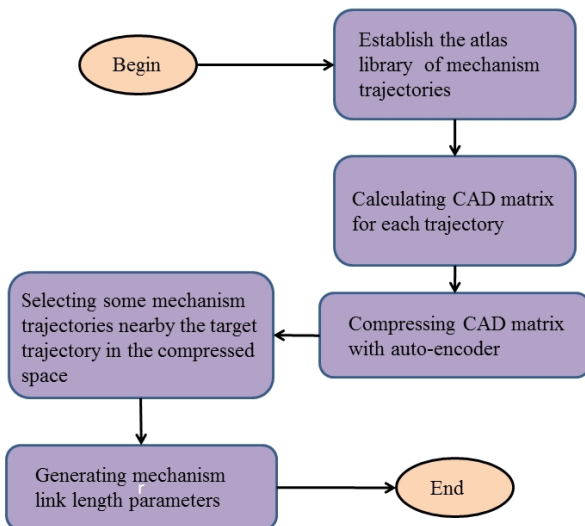 Begin
Establish the atlas
library of mechanism
trajectories
Calculating CAD matrix
for each trajectory
Compressing CAD matrix
with auto-encoder
Selecting some mechanism
trajectories nearby the target
trajectory in the compressed
space
Generating mechanism
link length parameters
r
End